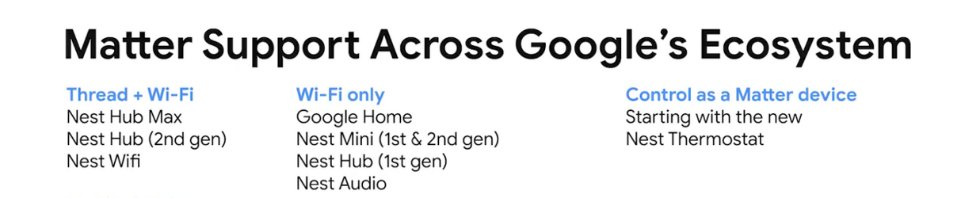 Matter Support Across Google's Ecosystem
Thread + Wi-Fi
Nest Hub Max
Nest Hub (2nd gen)
Nest Wifi
Wi-Fi only
Google Home
Nest Mini (1st & 2nd gen)
Nest Hub (1st gen)
Nest Audio
Control as a Matter device
Starting with the new
Nest Thermostat